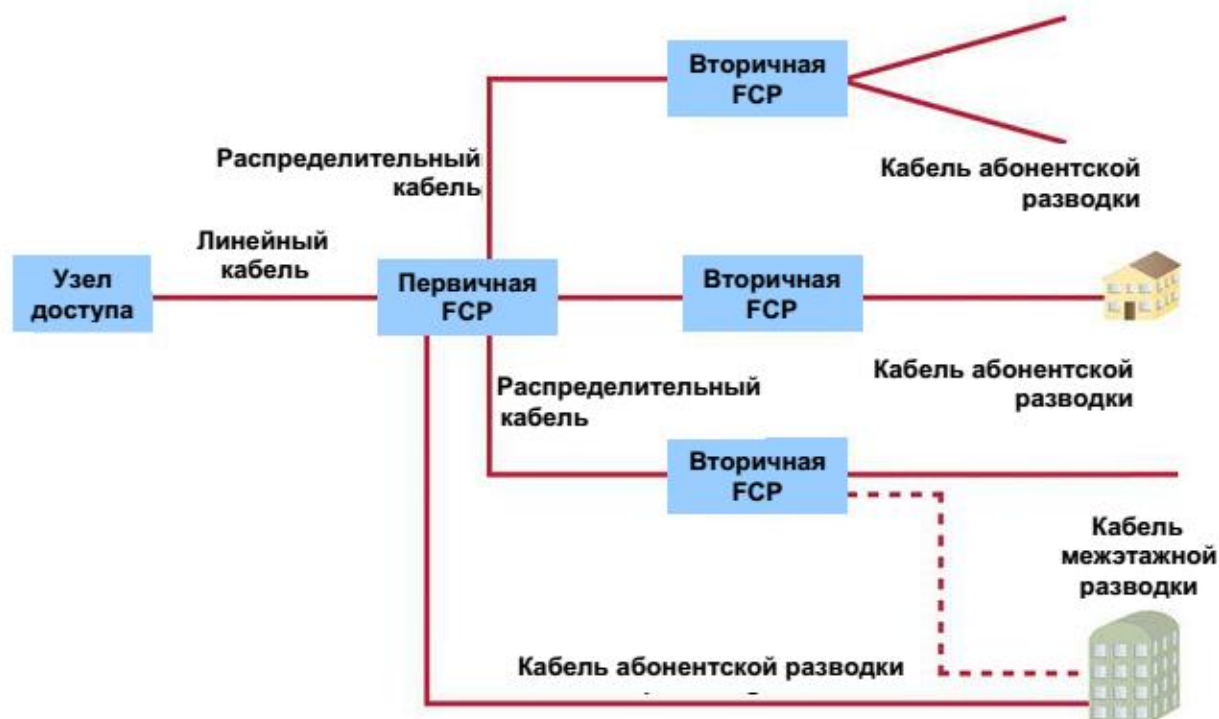 Вторичная
FCP
Распределительный
кабель
Кабель абонентской
разводки
Линейный
кабель
Узел
доступа
Первичная
FCP
Вторичная
FCP
Кабель абонентской
разводки
Распределительный
кабель
Вторичная
FCP
Кабель
межэтажной
разводки
Кабель абонентской разводки